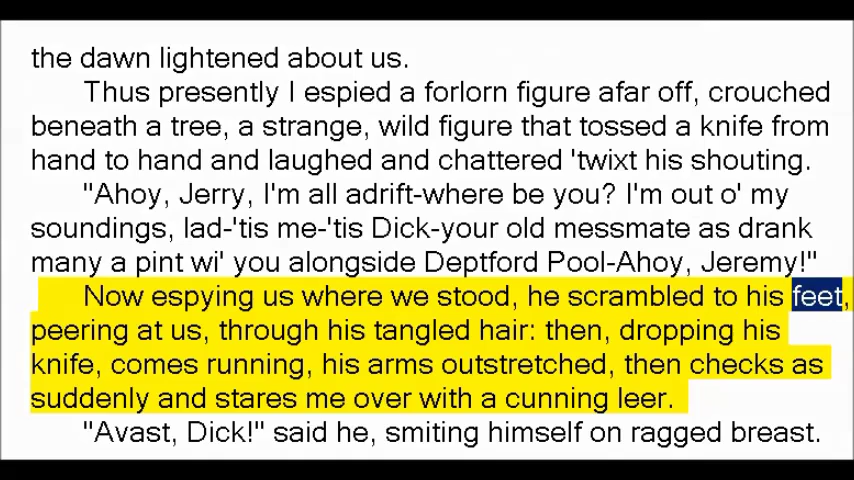 the dawn lightened about us.
Thus presently I espied a forlorn figure afar off, crouched
beneath a tree, a strange, wild figure that tossed a knife from
hand to hand and laughed and chattered 'twixt his shouting.
"Ahoy, Jerry, I'm all adrift-where be you? I'm out o' my
soundings, lad-'tis me-'tis Dick-your old messmate as drank
many a pint wi' you alongside Deptford Pool-Ahoy, Jeremy!"
Now espying us where we stood, he scrambled to his feet,
peering at us, through his tangled hair: then, dropping his
knife, comes running, his arms outstretched, then checks as
suddenly and stares me over with a cunning leer.
"Avast, Dick!" said he, smiting himself on ragged breast.